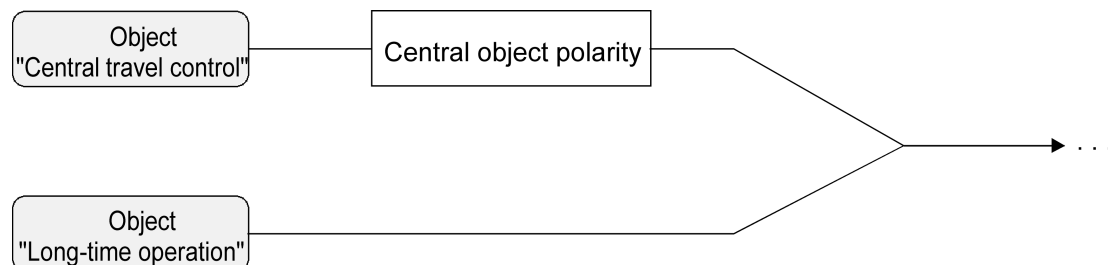 Object
"Central travel control"
Central object polarity
. . .
Object
"Long-time operation"